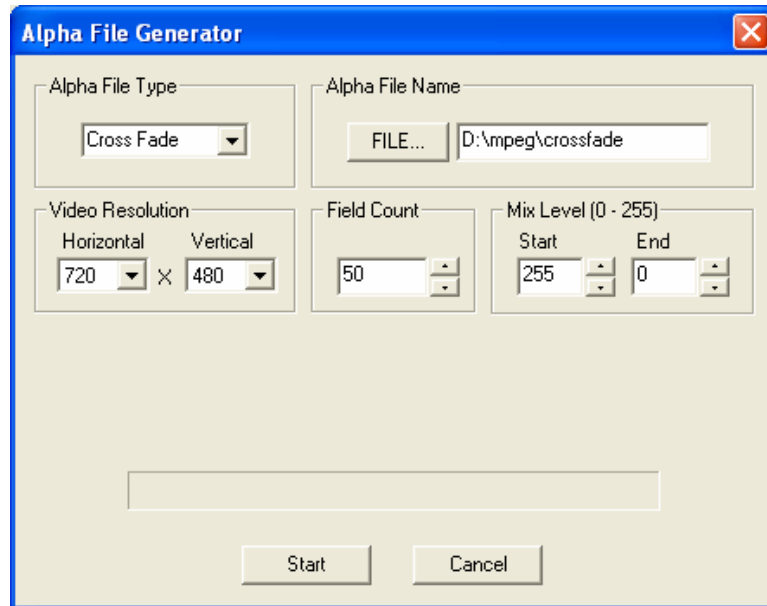 Alpha File Generator
Alpha File Type
Cross Fade
Alpha File Name
FILE...
D:\mpeg\crossfade
Video Resolution
Horizontal Vertical
720 X 480
Field Count
50
Mix Level (0 - 255)
Start End
255 0
Start Cancel